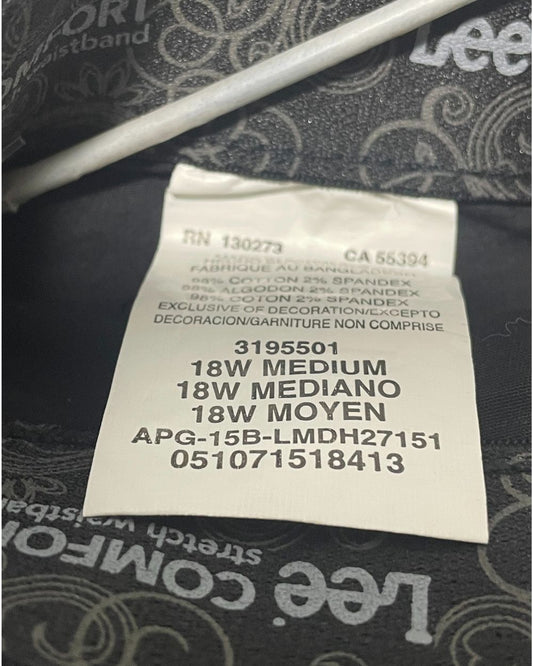 COMFORT
waistband
Lee
COMFORT
RN 130273 CA 55394
FABRIQUE AU BANGLADESH
98% COTTON 2% SPANDEX
98% ALGODON 2% SPANDEX
98% COTON 2% SPANDEX
EXCLUSIVE OF DECORATION/EXCEPTO
DECORACION/GARNITURE NON COMPRISE
3195501
18W MEDIUM
18W MEDIANO
18W MOYEN
APG-15B-LMDH27151
051071518413
stretch waistband
Lee COMFORT